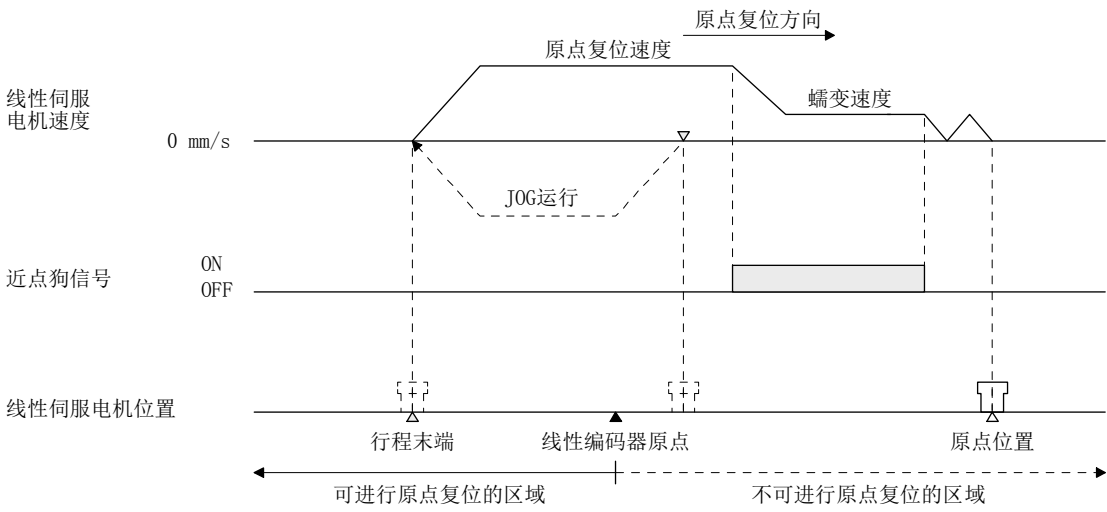 原点复位方向
原点复位速度
线性伺服
电机速度
蠕变速度
0 mm/s
JOG运行
近点狗信号
ON
OFF
线性伺服电机位置
行程末端
线性编码器原点
原点位置
可进行原点复位的区域
不可进行原点复位的区域